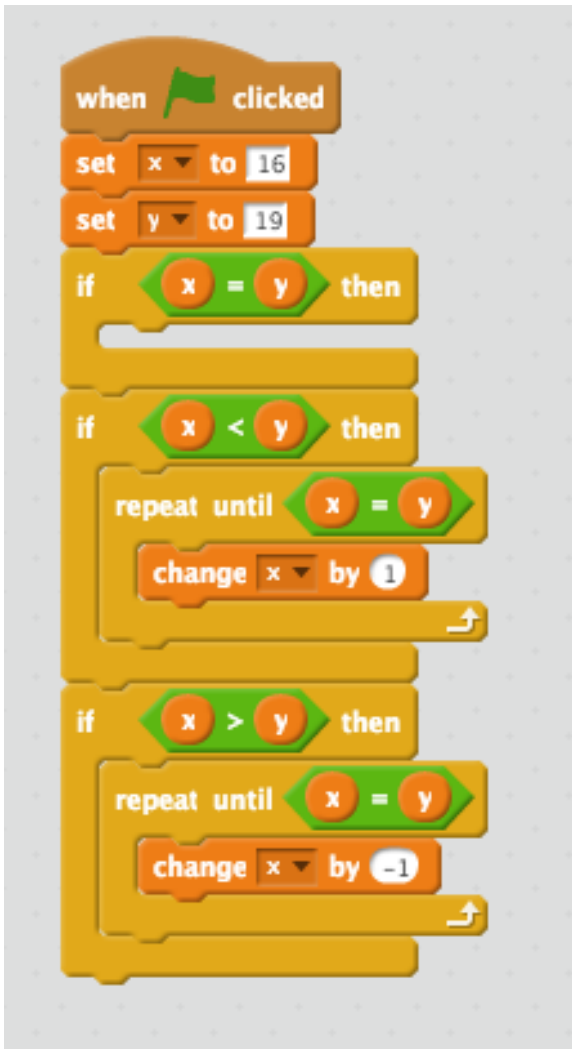 when clicked
set x to 16
set y to 19
if x = y then
if x < y then
repeat until x = y
change x by 1
if x > y then
repeat until x = y
change x by -1